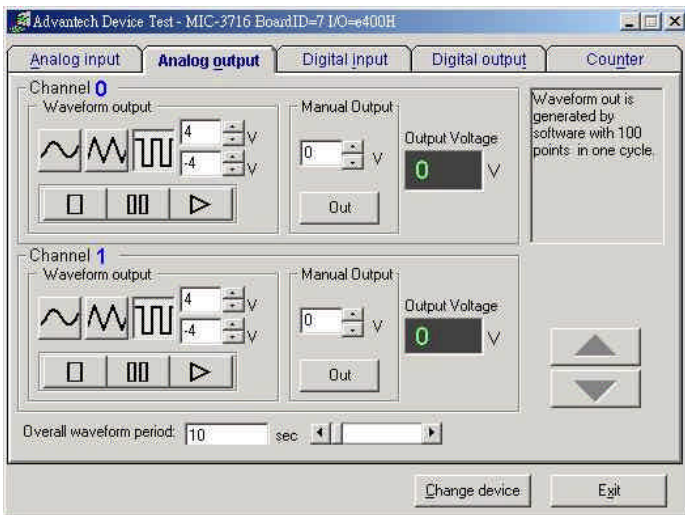 Advantech Device Test - MIC-3716 BoardID=7 I/O=e400H
Analog input
Analog output
Digital input
Digital output
Counter
Channel 0
Waveform output
4 V
-4 V
Manual Output
0 V
Out
Output Voltage
0 V
Waveform out is
generated by
software with 100
points in one cycle.
Channel 1
Waveform output
4 V
-4 V
Manual Output
0 V
Out
Output Voltage
0 V
Overall waveform period: 10 sec
Change device
Exit